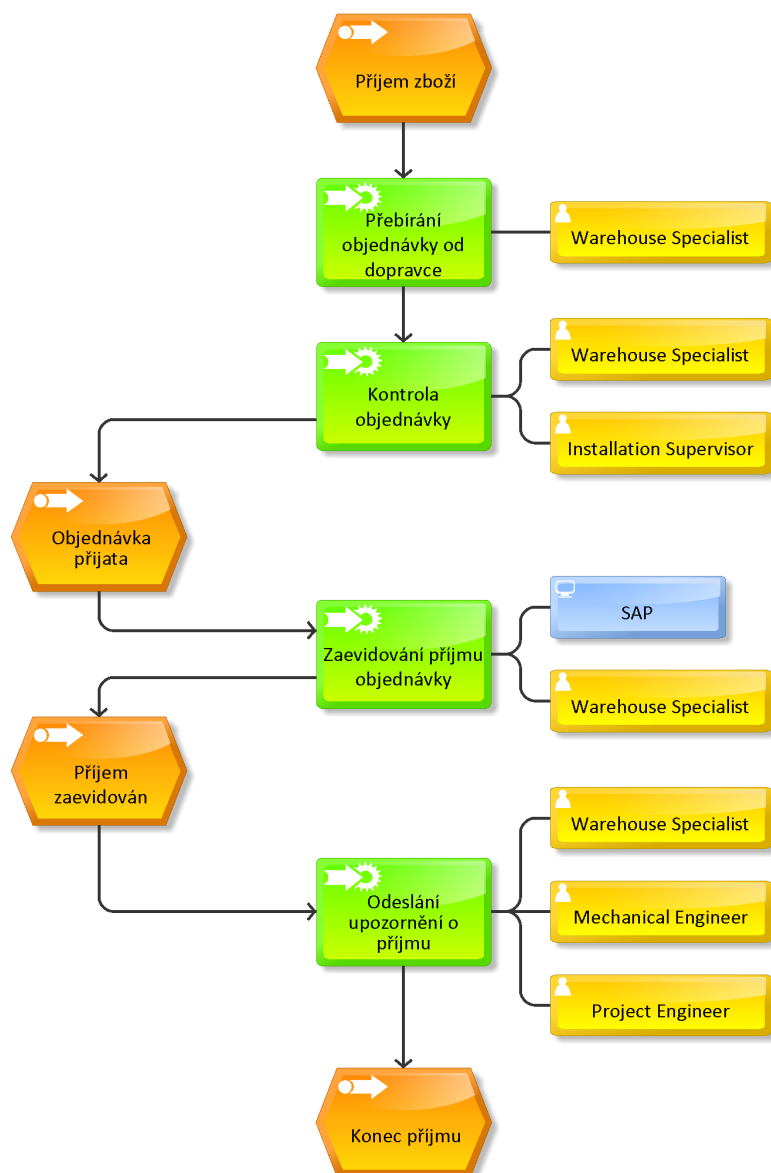 Příjem zboží
Přebírání
objednávky od
dopravce
Warehouse Specialist
Kontrola
objednávky
Warehouse Specialist
Installation Supervisor
Objednávka
přijata
Zaevidování příjmu
objednávky
SAP
Warehouse Specialist
Příjem
zaevidován
Odeslání
upozornění o
příjmu
Warehouse Specialist
Mechanical Engineer
Project Engineer
Konec příjmu